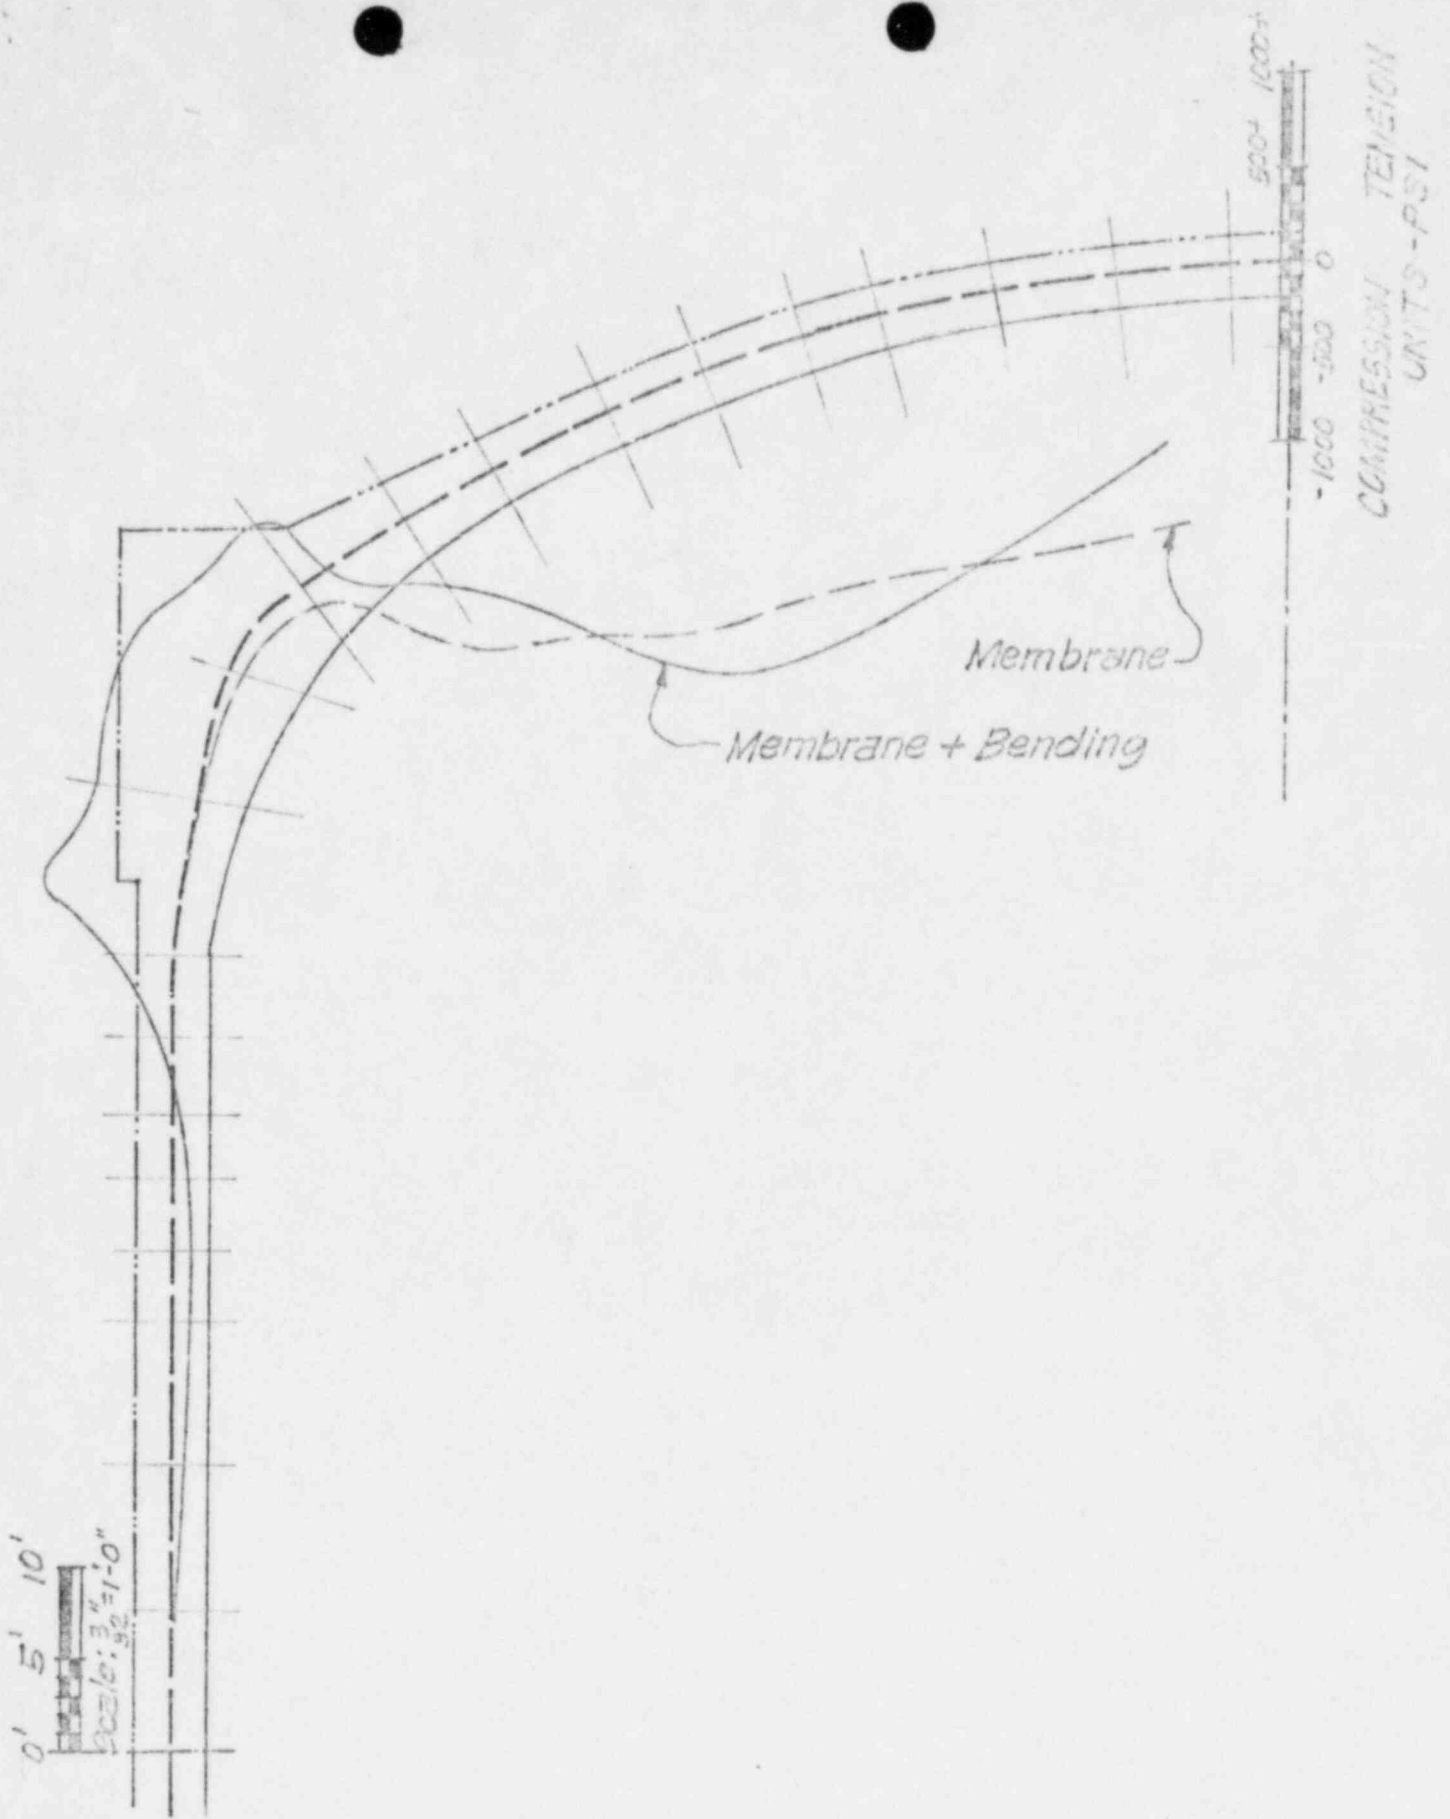 500+ 1000+
-1000 -500 0
COMPRESSION TENSION
UNITS-PSI
Membrane
Membrane + Bending
0' 5' 10'
Scale: 3/32"=1'-0"